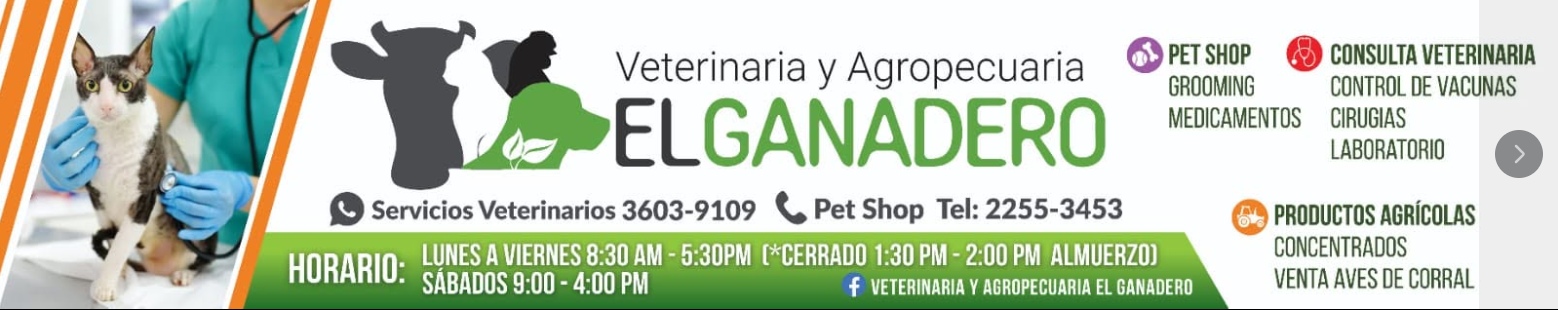 Veterinaria y Agropecuaria
EL GANADERO
Servicios Veterinarios 3603-9109
Pet Shop Tel: 2255-3453
HORARIO:
LUNES A VIERNES 8:30 AM - 5:30PM (*CERRADO 1:30 PM - 2:00 PM ALMUERZO)
SÁBADOS 9:00 - 4:00 PM
VETERINARIA Y AGROPECUARIA EL GANADERO
PET SHOP
GROOMING
MEDICAMENTOS
CONSULTA VETERINARIA
CONTROL DE VACUNAS
CIRUGIAS
LABORATORIO
PRODUCTOS AGRÍCOLAS
CONCENTRADOS
VENTA AVES DE CORRAL